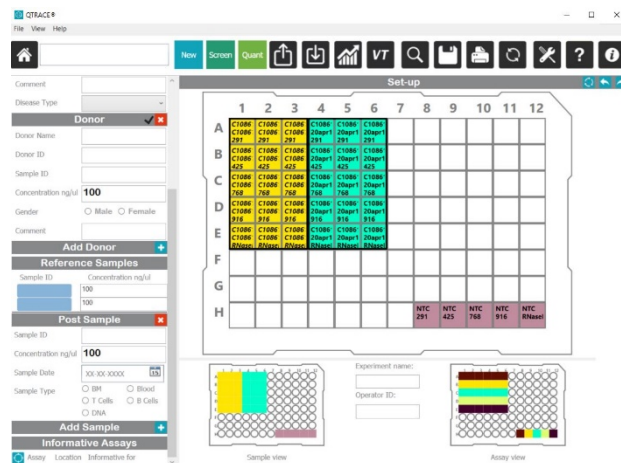 QTRACE®
File View Help
New Screen Quant VT ?
Set-up
Comment
Disease Type
Donor
Donor Name
Donor ID
Sample ID
Concentration ng/ul 100
Gender Male Female
Comment
Add Donor +
Reference Samples
Sample ID Concentration ng/ul
100
100
Post Sample
Sample ID
Concentration ng/ul 100
Sample Date XX-XX-XXXX 15
Sample Type BM Blood
T Cells B Cells
DNA
Add Sample +
Informative Assays
Assay Location Informative for
1 2 3 4 5 6 7 8 9 10 11 12
A C1086 C1086 C1086 C1086 C1086 C1086
C1086 C1086 C1086 20apr1 20apr1 20apr1
291 291 291 291 291 291
B C1086 C1086 C1086 C1086 C1086 C1086
C1086 C1086 C1086 20apr1 20apr1 20apr1
425 425 425 425 425 425
C C1086 C1086 C1086 C1086 C1086 C1086
C1086 C1086 C1086 20apr1 20apr1 20apr1
768 768 768 768 768 768
D C1086 C1086 C1086 C1086 C1086 C1086
C1086 C1086 C1086 20apr1 20apr1 20apr1
916 916 916 916 916 916
E C1086 C1086 C1086 C1086 C1086 C1086
C1086 C1086 C1086 20apr1 20apr1 20apr1
RNasel RNasel RNasel RNasel RNasel RNasel
F
G
H NTC NTC NTC NTC NTC
291 425 768 916 RNasel
Experiment name:
Operator ID:
Sample view
Assay view